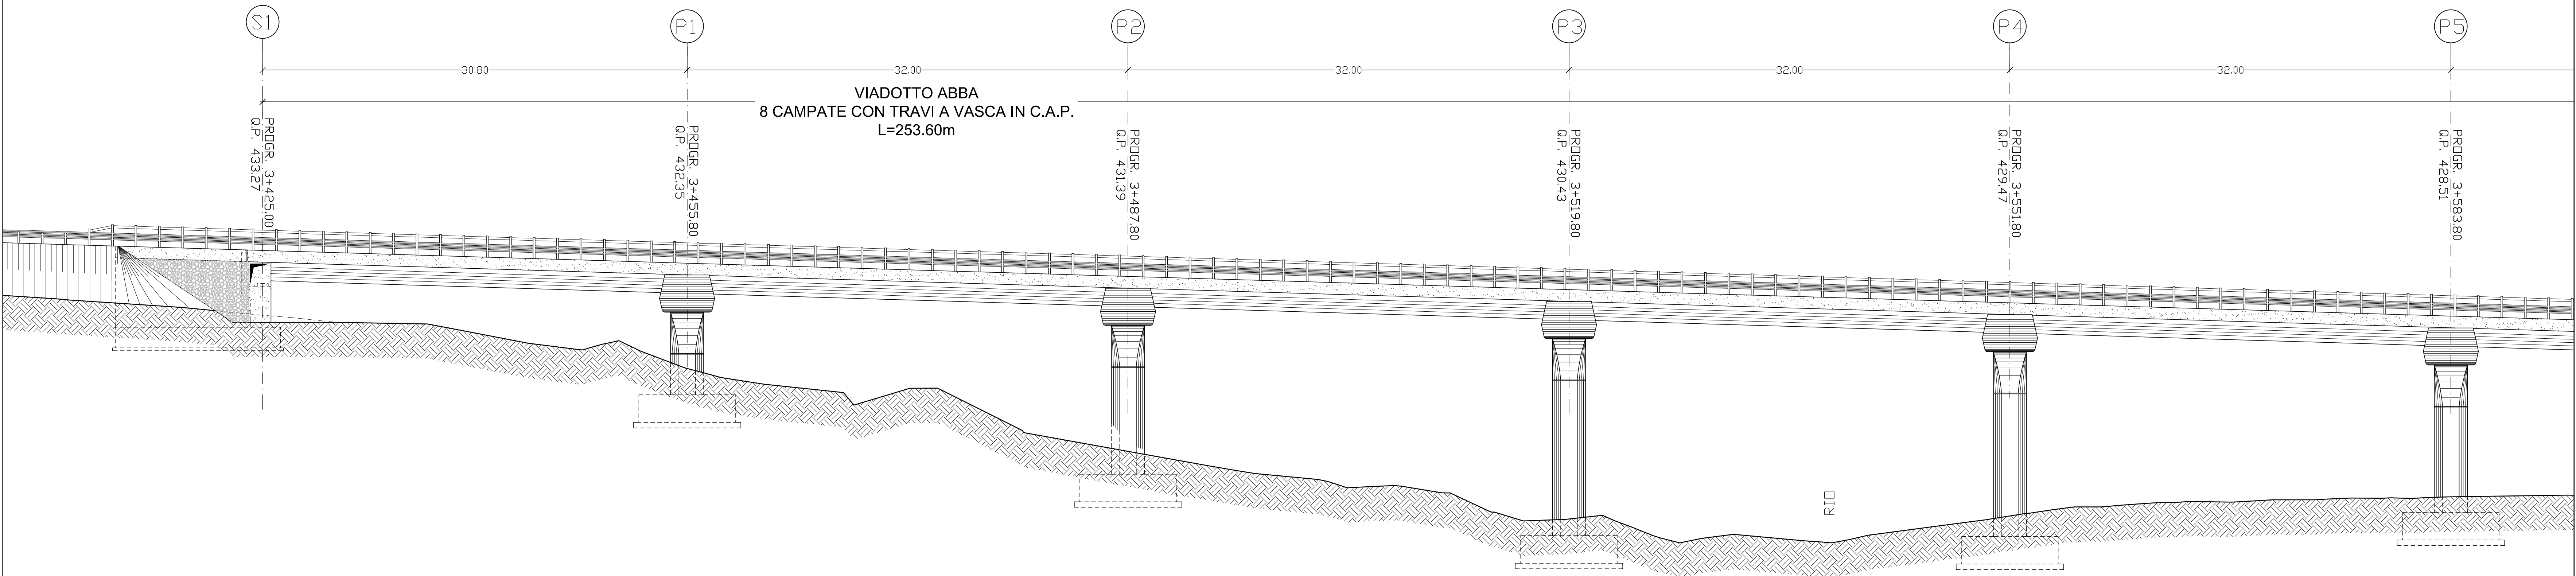 S1
P1
P2
P3
P4
P5
30.80
32.00
32.00
32.00
32.00
VIADOTTO ABBA
8 CAMPATE CON TRAVI A VASCA IN C.A.P.
L=253.60m
PROGR. 3+425.00
Q.P. 433.27
PROGR. 3+455.80
Q.P. 432.35
PROGR. 3+487.80
Q.P. 431.39
PROGR. 3+519.80
Q.P. 430.43
PROGR. 3+551.80
Q.P. 429.47
PROGR. 3+583.80
Q.P. 428.51
RIO